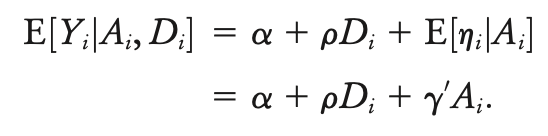 E[Y_i|A_i, D_i] = α + ρD_i + E[η_i|A_i]
= α + ρD_i + γ′A_i.